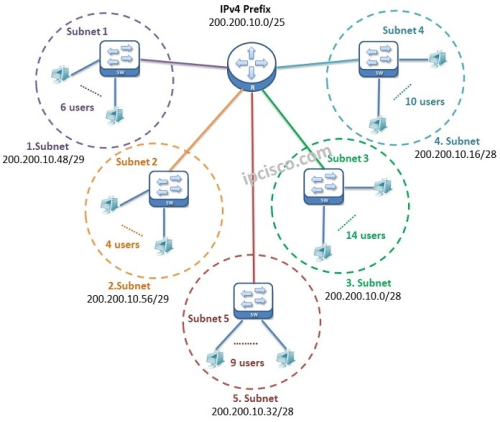 IPv4 Prefix
200.200.10.0/25
Subnet 1
SW
6 users
1.Subnet
200.200.10.48/29
R
Subnet 4
SW
10 users
4. Subnet
200.200.10.16/28
Subnet 2
SW
4 users
2.Subnet
200.200.10.56/29
ipcisco.com
Subnet 3
SW
14 users
3. Subnet
200.200.10.0/28
Subnet 5
SW
9 users
5. Subnet
200.200.10.32/28